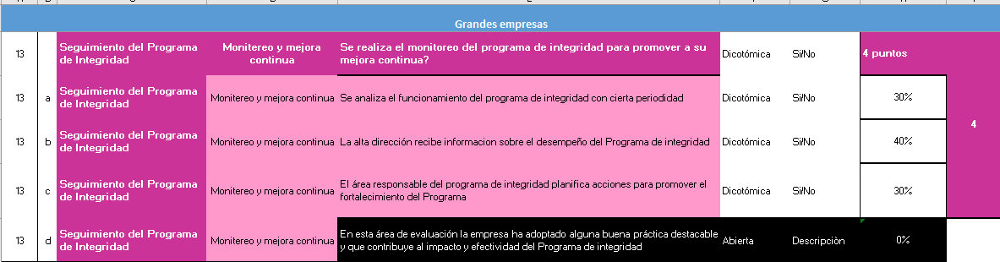 Grandes empresas
13 Seguimiento del Programa de Integridad Monitereo y mejora continua Se realiza el monitoreo del programa de integridad para promover a su mejora continua? Dicotómica Si/No 4 puntos
13 a Seguimiento del Programa de Integridad Monitereo y mejora continua Se analiza el funcionamiento del programa de integridad con cierta periodidad Dicotómica Si/No 30%
13 b Seguimiento del Programa de Integridad Monitereo y mejora continua La alta dirección recibe informacion sobre el desempeño del Programa de integridad Dicotómica Si/No 40%
4
13 c Seguimiento del Programa de Integridad Monitereo y mejora continua El área responsable del programa de integridad planifica acciones para promover el fortalecimiento del Programa Dicotómica Si/No 30%
13 d Seguimiento del Programa de Integridad Monitereo y mejora continua En esta área de evaluación la empresa ha adoptado alguna buena práctica destacable y que contribuye al impacto y efectividad del Programa de integridad Abierta Descripciòn 0%